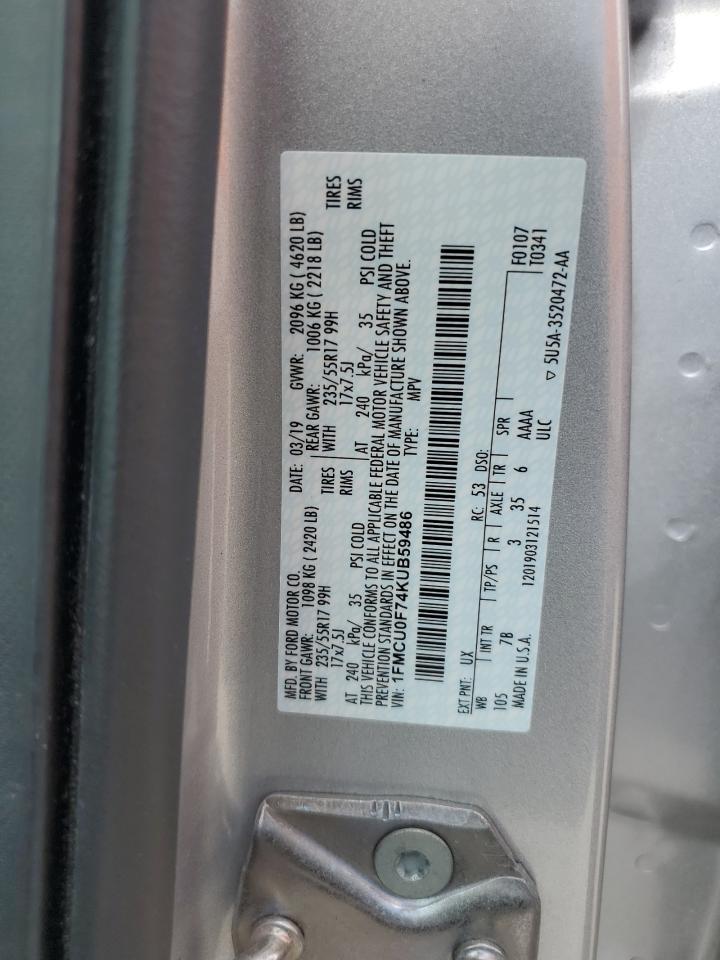 MFD. BY FORD MOTOR CO.
DATE: 03/19 GVWR: 2096 KG ( 4620 LB)
FRONT GAWR: 1098 KG ( 2420 LB)
REAR GAWR: 1006 KG ( 2218 LB)
WITH 235/55R17 99H TIRES
WITH 235/55R17 99H TIRES
17x7.5J RIMS
17x7.5J RIMS
AT 240 kPa/ 35 PSI COLD
AT 240 kPa/ 35 PSI COLD
THIS VEHICLE CONFORMS TO ALL APPLICABLE FEDERAL MOTOR VEHICLE SAFETY AND THEFT
PREVENTION STANDARDS IN EFFECT ON THE DATE OF MANUFACTURE SHOWN ABOVE.
VIN: 1FMCU0F74KUB59486 TYPE: MPV
EXT PNT: UX RC: 53 DSO: F0107
WB INT TR TP/PS R AXLE TR SPR T0341
105 7B 3 35 6 AAAA
MADE IN U.S.A. 1201903121514 ULC
▽ 5U5A-3520472-AA